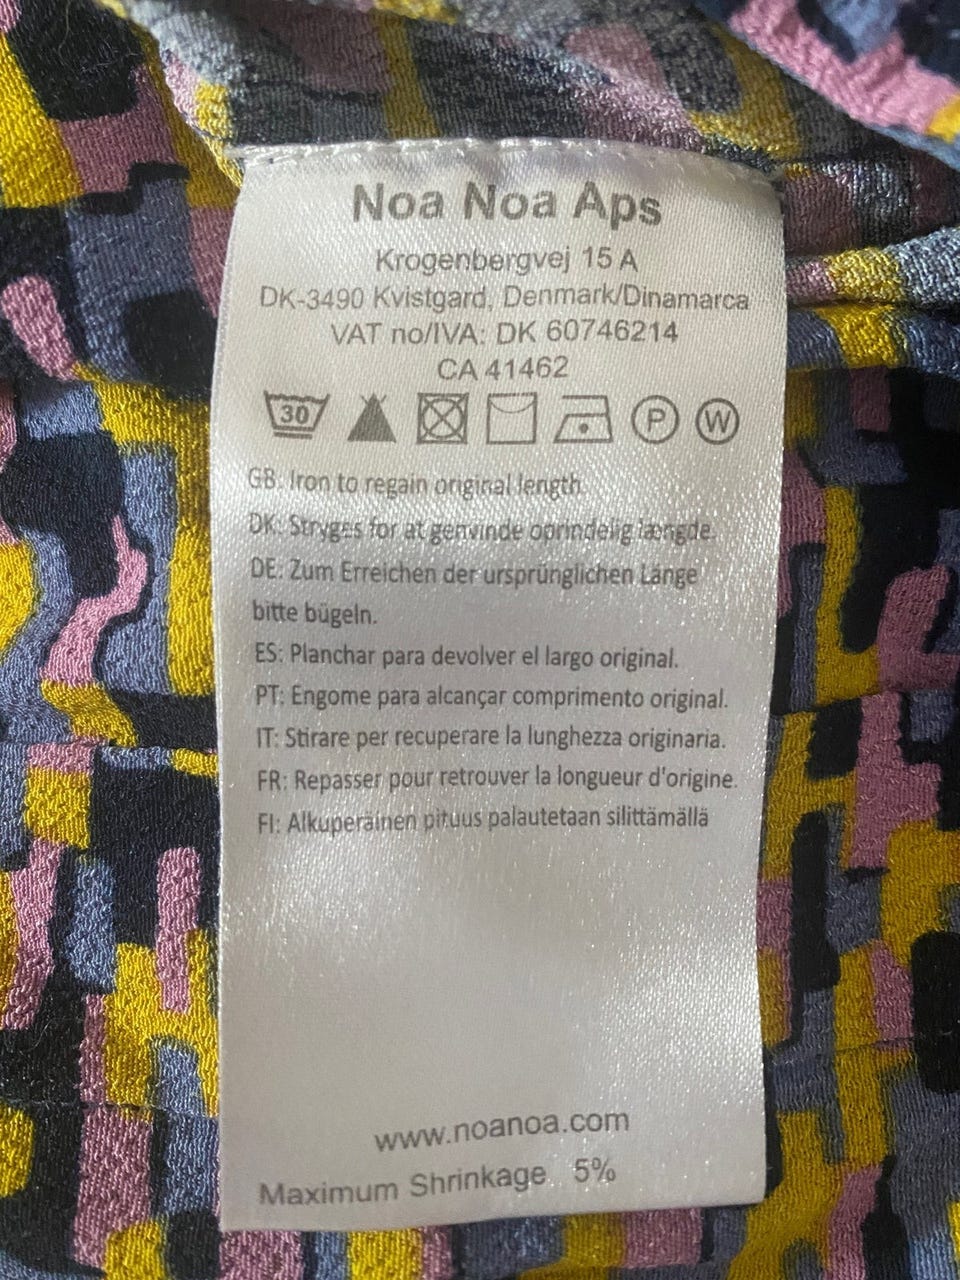 Noa Noa Aps
Krogenbergvej 15 A
DK-3490 Kvistgard, Denmark/Dinamarca
VAT no/IVA: DK 60746214
CA 41462
30 P W
GB: Iron to regain original length.
DK: Stryges for at genvinde oprindelig længde.
DE: Zum Erreichen der ursprünglichen Länge
bitte bügeln.
ES: Planchar para devolver el largo original.
PT: Engome para alcançar comprimento original.
IT: Stirare per recuperare la lunghezza originaria.
FR: Repasser pour retrouver la longueur d'origine.
FI: Alkuperäinen pituus palautetaan silittämällä
www.noanoa.com
Maximum Shrinkage 5%